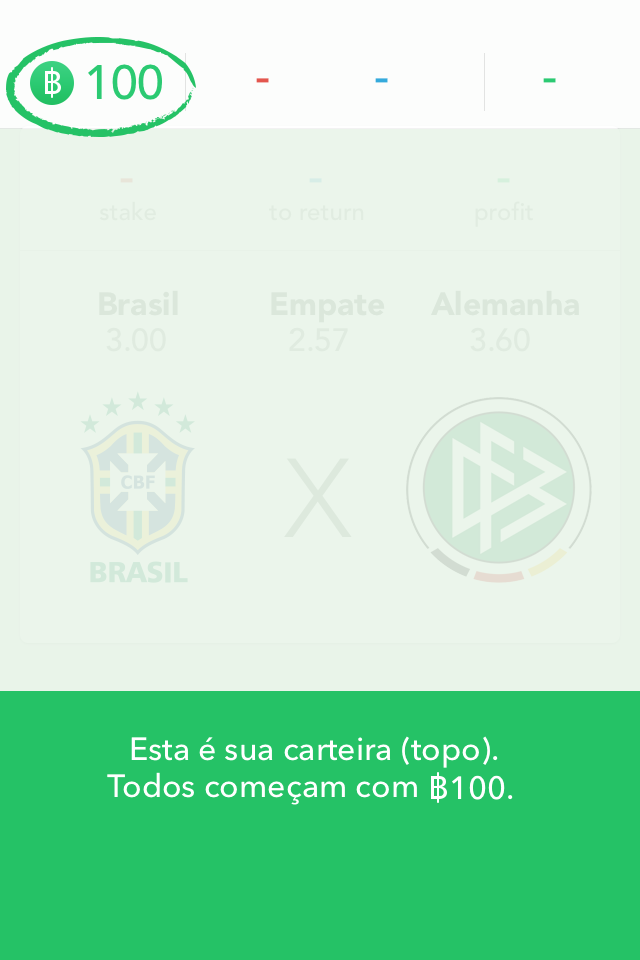 ฿ 100
- - -
- - -
stake to return profit
Brasil Empate Alemanha
3.00 2.57 3.60
CBF
X
BRASIL
Esta é sua carteira (topo).
Todos começam com ฿100.